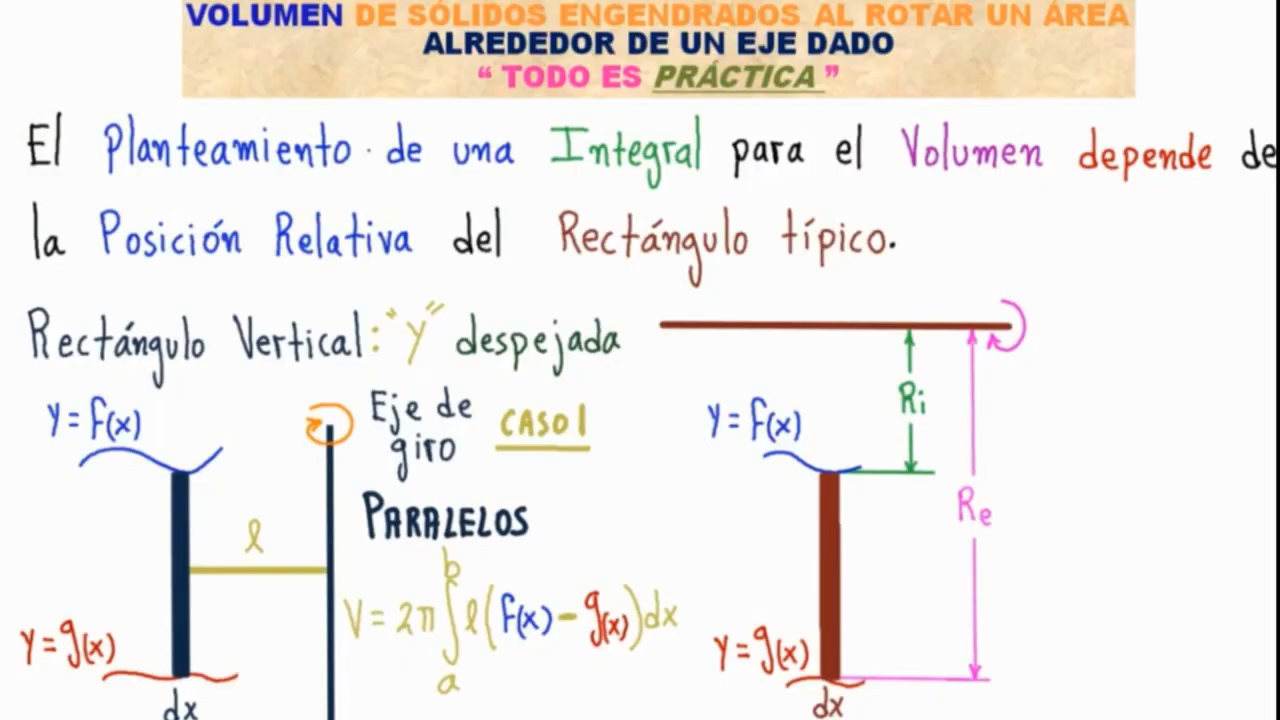 VOLUMEN DE SÓLIDOS ENGENDRADOS AL ROTAR UN ÁREA
ALREDEDOR DE UN EJE DADO
“ TODO ES PRÁCTICA ”
El Planteamiento de una Integral para el Volumen depende de
la Posición Relativa del Rectángulo típico.
Rectángulo Vertical: "y" despejada
y = f(x)
Eje de
giro
CASO 1
PARALELOS
l
V = 2π ∫ₐᵇ l (f(x) - g(x)) dx
y = g(x)
dx
y = f(x)
Ri
Re
y = g(x)
dx